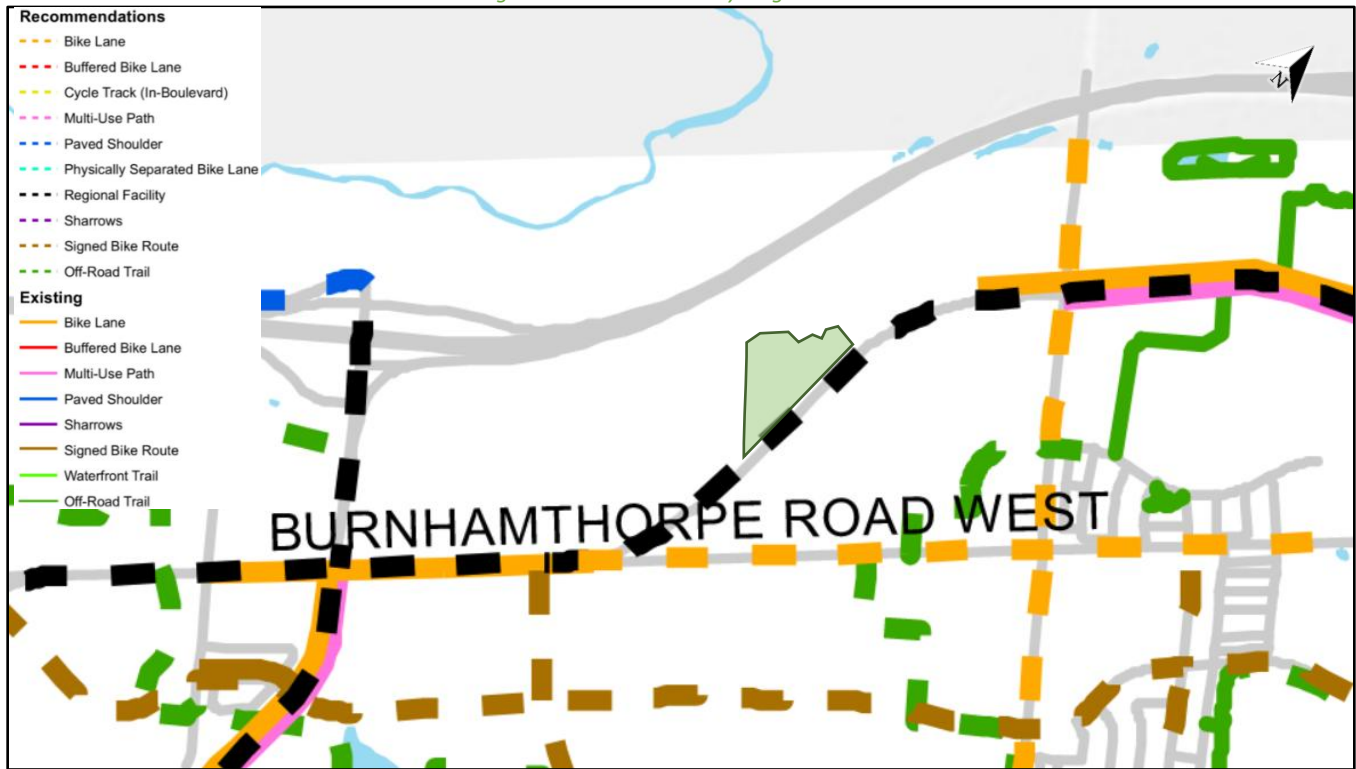 Recommendations
Bike Lane
Buffered Bike Lane
Cycle Track (In-Boulevard)
Multi-Use Path
Paved Shoulder
Physically Separated Bike Lane
Regional Facility
Sharrows
Signed Bike Route
Off-Road Trail
Existing
Bike Lane
Buffered Bike Lane
Multi-Use Path
Paved Shoulder
Sharrows
Signed Bike Route
Waterfront Trail
Off-Road Trail
N
BURNHAMTHORPE ROAD WEST